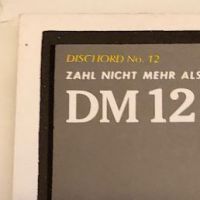 DISCHORD No. 12
ZAHL NICHT MEHR ALS
DM 12